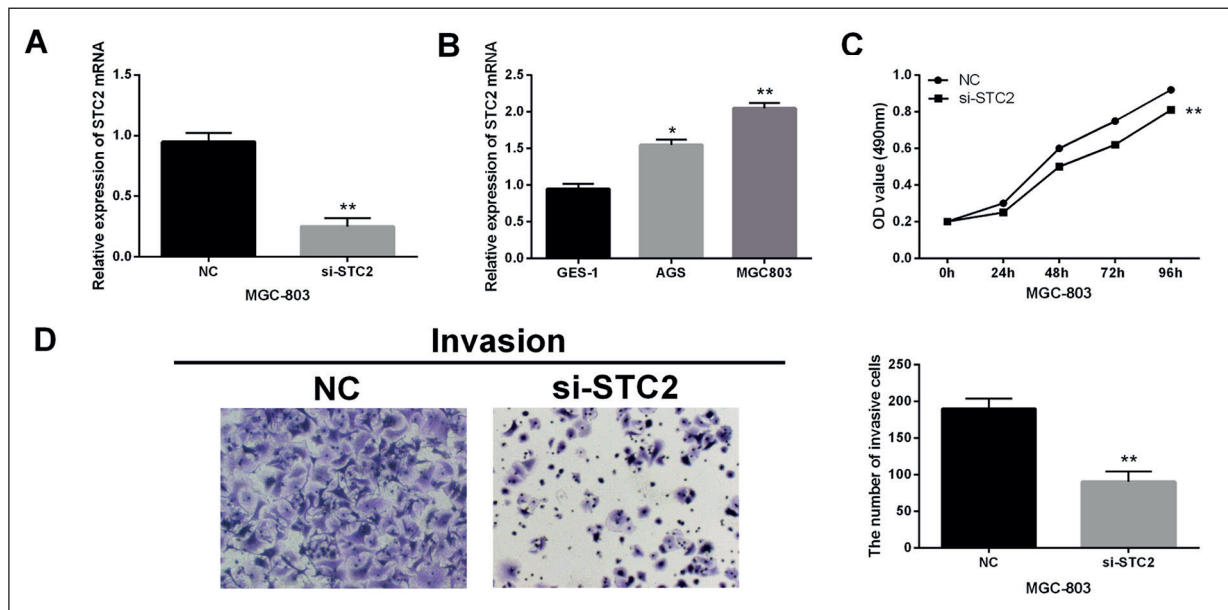 A
Relative expression of STC2 mRNA
1.5
1.0
0.5
0.0
**
NC
si-STC2
MGC-803
B
Relative expression of STC2 mRNA
2.5
2.0
1.5
1.0
0.5
0.0
*
**
GES-1
AGS
MGC803
C
OD value (490nm)
1.0
0.8
0.6
0.4
0.2
0.0
NC
si-STC2
**
0h
24h
48h
72h
96h
MGC-803
D
Invasion
NC
si-STC2
The number of invasive cells
250
200
150
100
50
0
**
NC
si-STC2
MGC-803